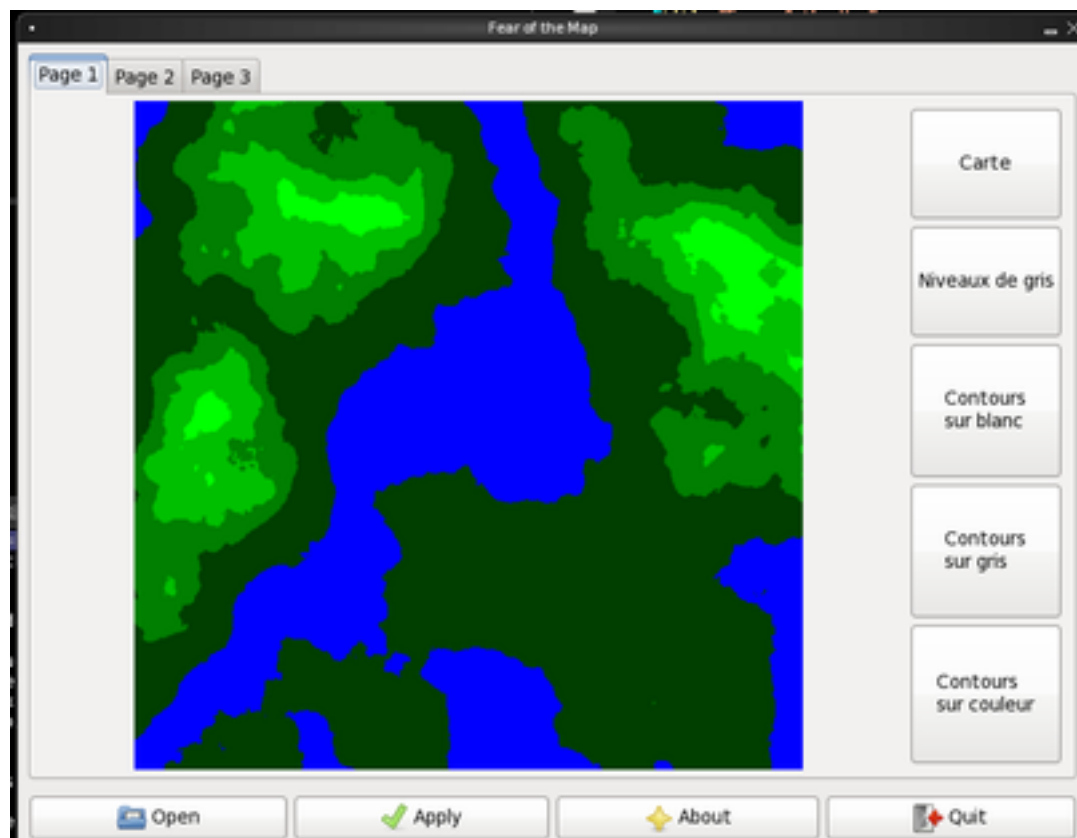 Fear of the Map
Page 1
Page 2
Page 3
Carte
Niveaux de gris
Contours
sur blanc
Contours
sur gris
Contours
sur couleur
Open
Apply
About
Quit